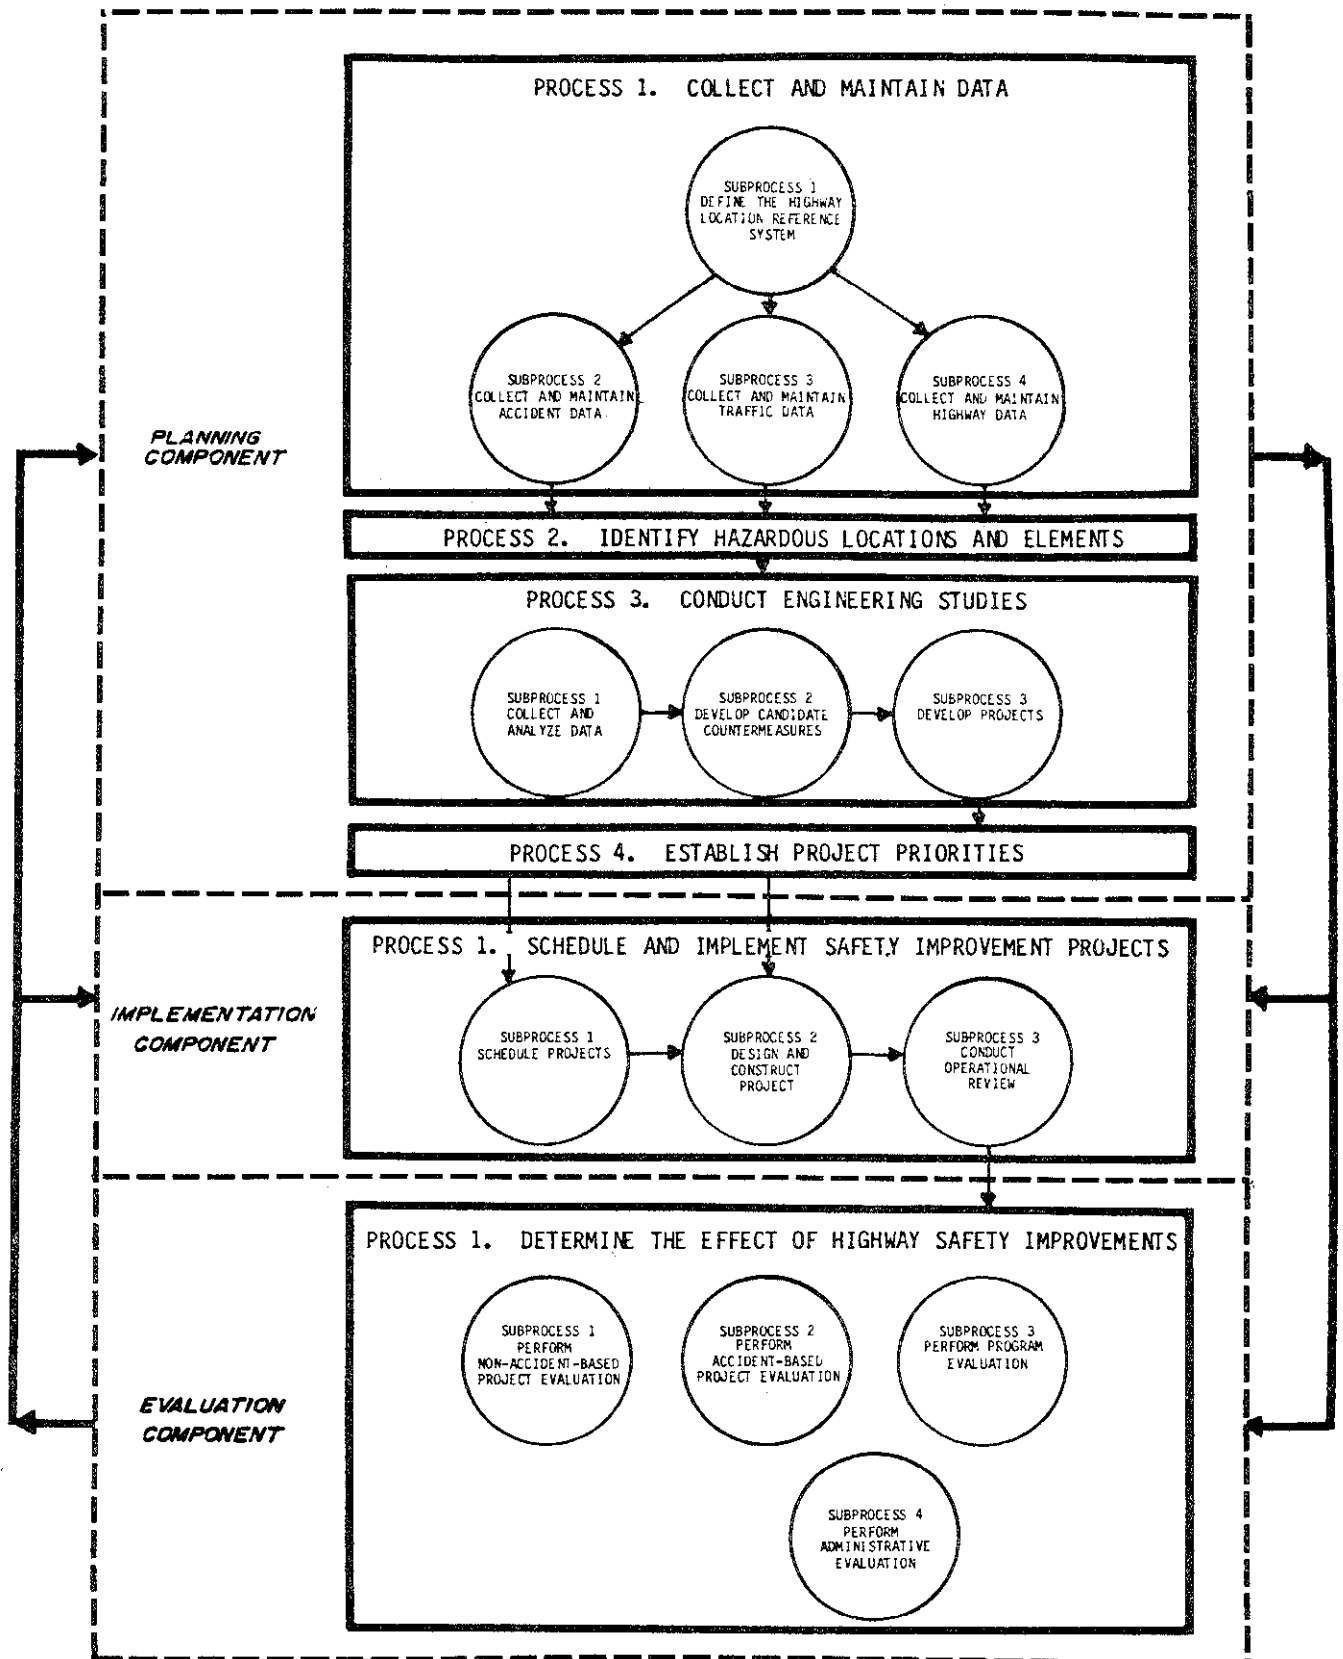 PROCESS 1. COLLECT AND MAINTAIN DATA
SUBPROCESS 1
DEFINE THE HIGHWAY
LOCATION REFERENCE
SYSTEM
SUBPROCESS 2
COLLECT AND MAINTAIN
ACCIDENT DATA
SUBPROCESS 3
COLLECT AND MAINTAIN
TRAFFIC DATA
SUBPROCESS 4
COLLECT AND MAINTAIN
HIGHWAY DATA
PLANNING
COMPONENT
PROCESS 2. IDENTIFY HAZARDOUS LOCATIONS AND ELEMENTS
PROCESS 3. CONDUCT ENGINEERING STUDIES
SUBPROCESS 1
COLLECT AND
ANALYZE DATA
SUBPROCESS 2
DEVELOP CANDIDATE
COUNTERMEASURES
SUBPROCESS 3
DEVELOP PROJECTS
PROCESS 4. ESTABLISH PROJECT PRIORITIES
PROCESS 1. SCHEDULE AND IMPLEMENT SAFETY IMPROVEMENT PROJECTS
IMPLEMENTATION
COMPONENT
SUBPROCESS 1
SCHEDULE PROJECTS
SUBPROCESS 2
DESIGN AND
CONSTRUCT
PROJECT
SUBPROCESS 3
CONDUCT
OPERATIONAL
REVIEW
PROCESS 1. DETERMINE THE EFFECT OF HIGHWAY SAFETY IMPROVEMENTS
SUBPROCESS 1
PERFORM
NON-ACCIDENT-BASED
PROJECT EVALUATION
SUBPROCESS 2
PERFORM
ACCIDENT-BASED
PROJECT EVALUATION
SUBPROCESS 3
PERFORM PROGRAM
EVALUATION
EVALUATION
COMPONENT
SUBPROCESS 4
PERFORM
ADMINISTRATIVE
EVALUATION